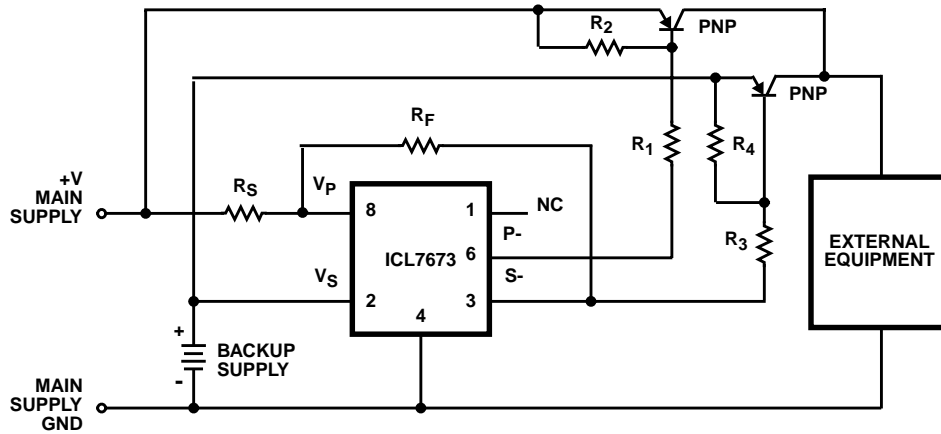 R2
PNP
PNP
RF
R1
R4
+V
MAIN
SUPPLY
RS
VP
8
1
NC
P-
R3
EXTERNAL
EQUIPMENT
ICL7673
6
VS
S-
2
3
4
+
BACKUP
SUPPLY
-
MAIN
SUPPLY
GND